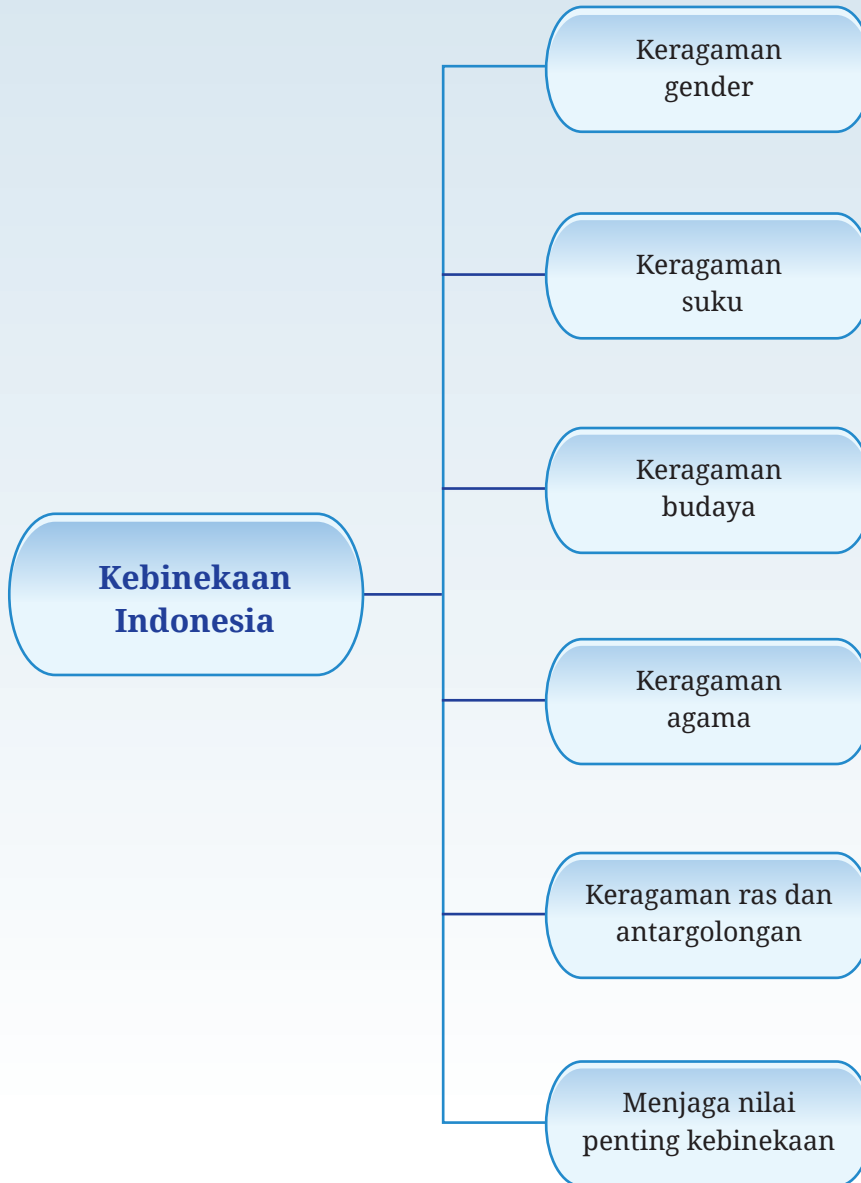 Keragaman
gender
Keragaman
suku
Keragaman
budaya
Kebinekaan
Indonesia
Keragaman
agama
Keragaman ras dan
antargolongan
Menjaga nilai
penting kebinekaan